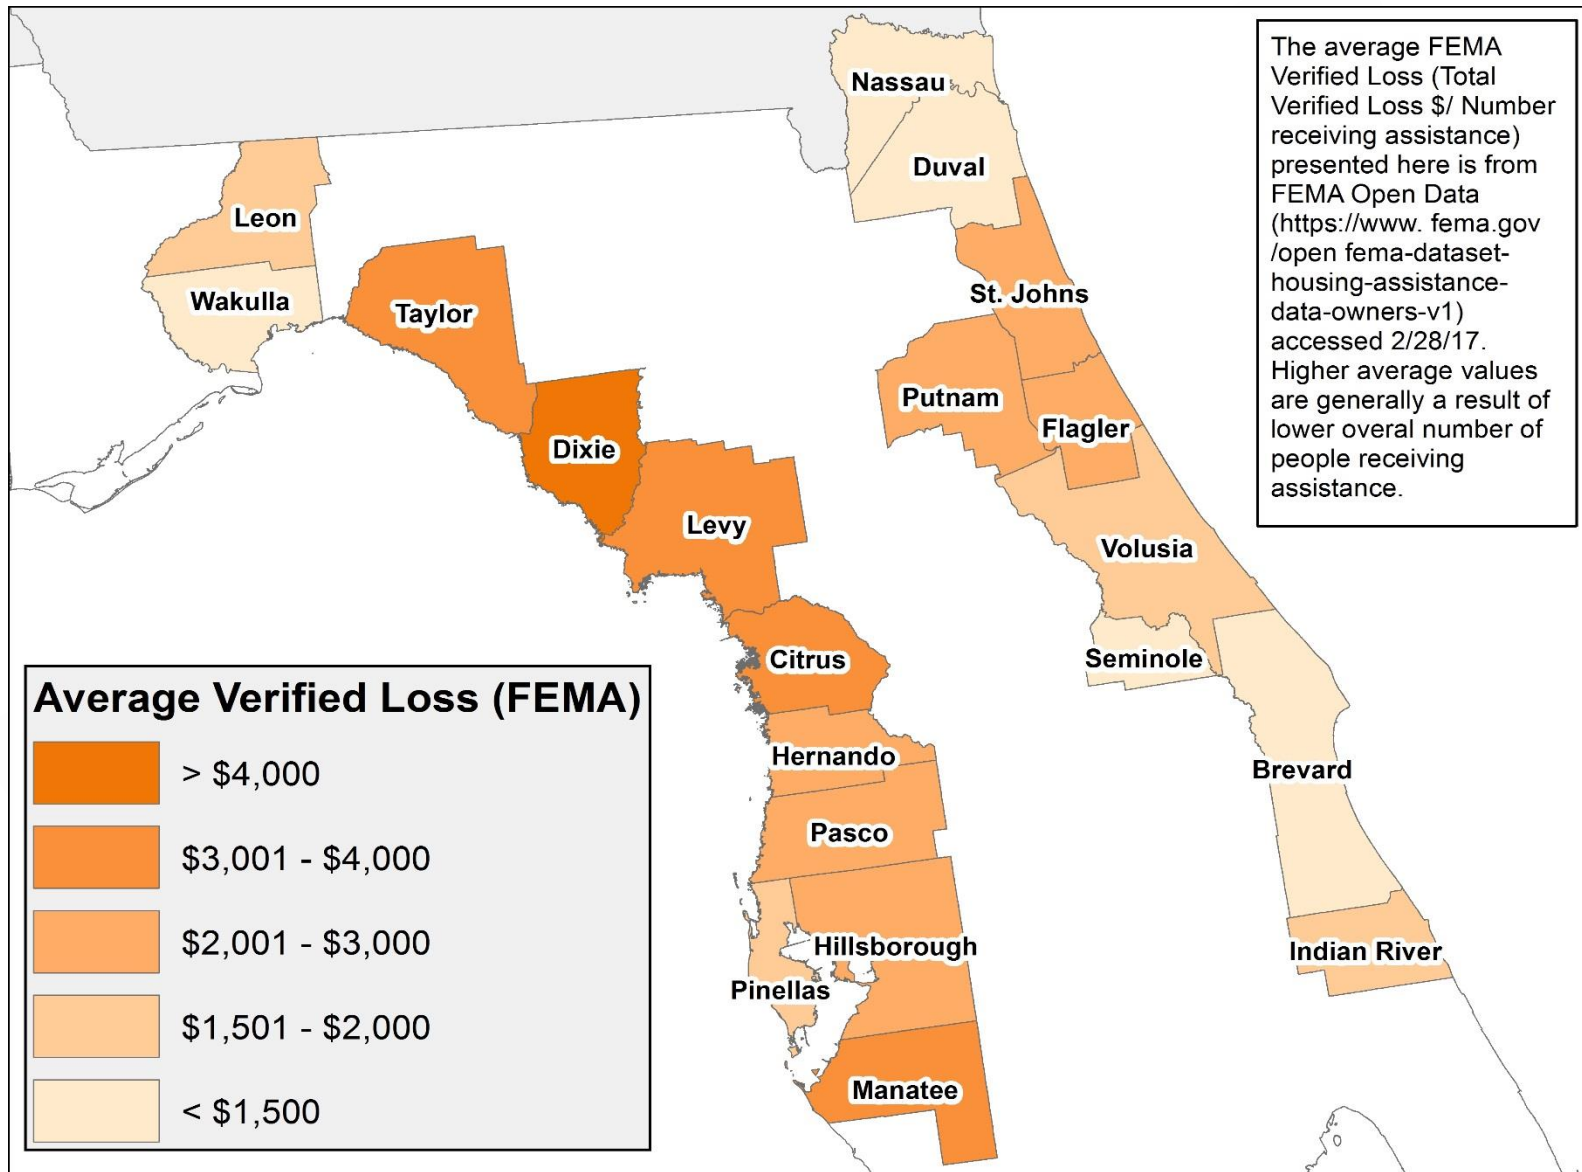 The average FEMA
Verified Loss (Total
Verified Loss $/ Number
receiving assistance)
presented here is from
FEMA Open Data
(https://www. fema.gov
/open fema-dataset-
housing-assistance-
data-owners-v1)
accessed 2/28/17.
Higher average values
are generally a result of
lower overal number of
people receiving
assistance.
Nassau
Duval
Leon
Wakulla
Taylor
St. Johns
Putnam
Flagler
Dixie
Levy
Volusia
Citrus
Seminole
Hernando
Brevard
Pasco
Hillsborough
Indian River
Pinellas
Manatee
Average Verified Loss (FEMA)
> $4,000
$3,001 - $4,000
$2,001 - $3,000
$1,501 - $2,000
< $1,500